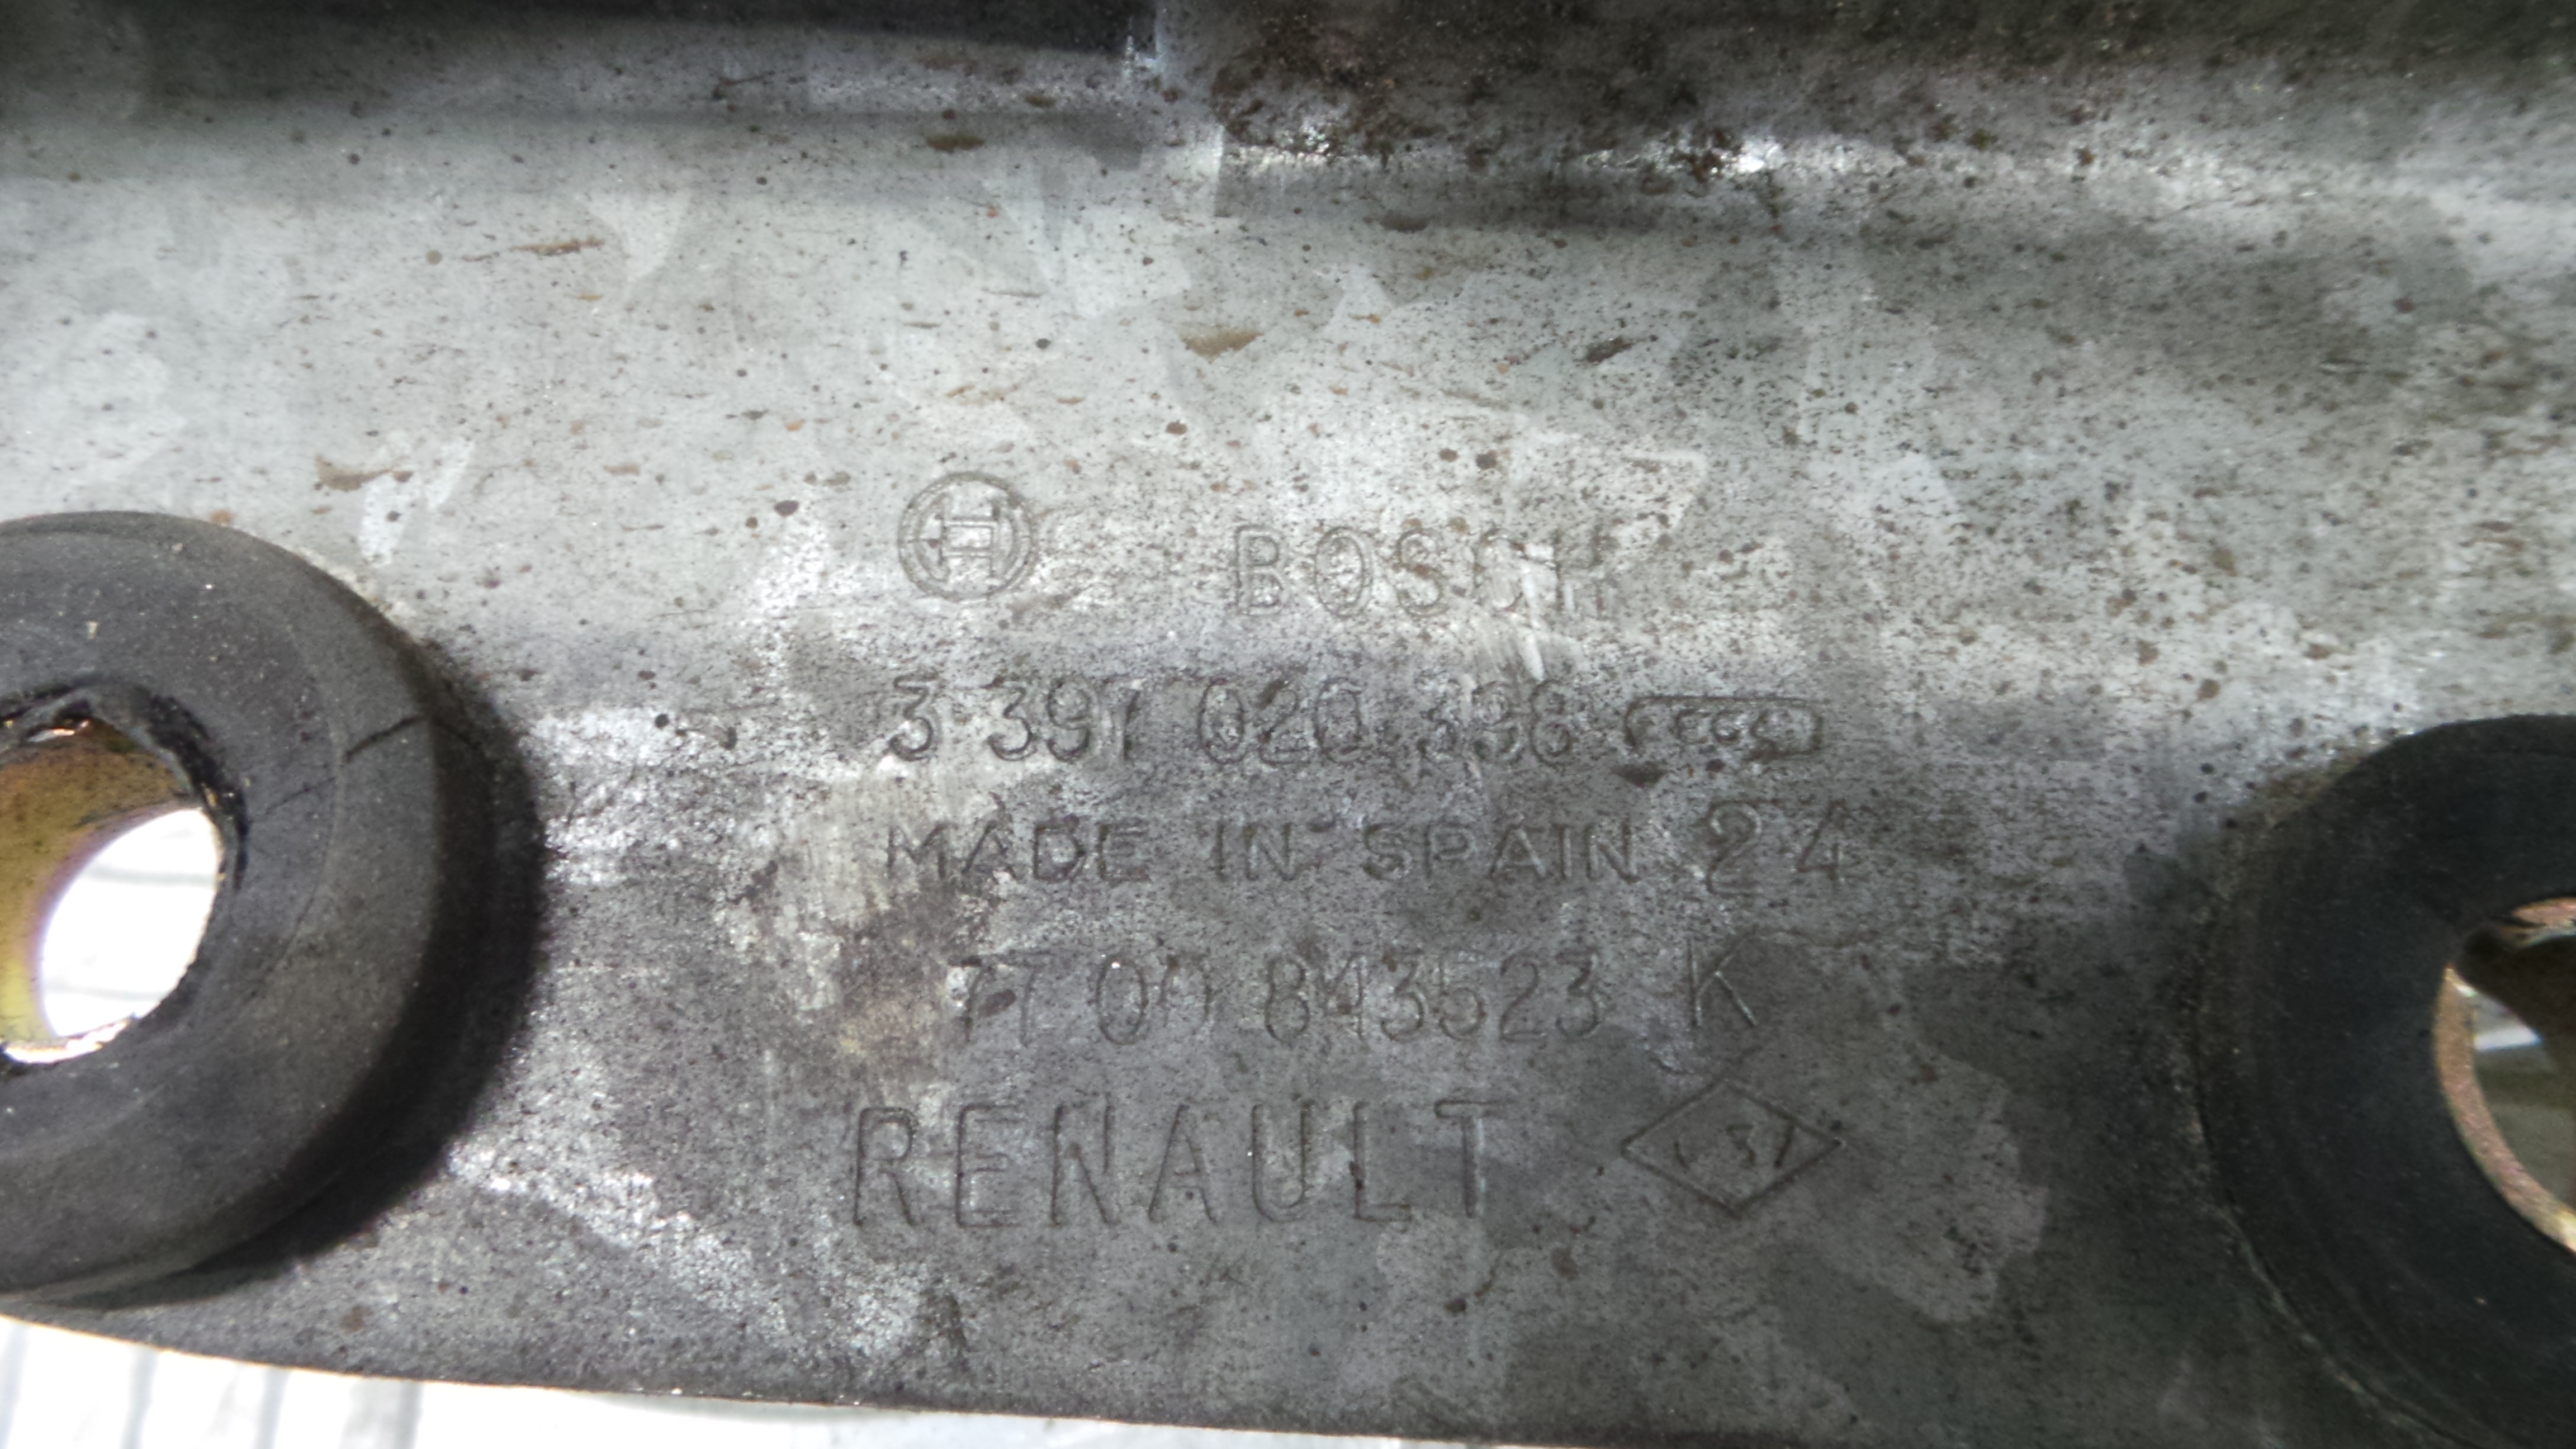 BOSCH
3 397 020 398
MADE IN SPAIN 24
77 00 843523 K
RENAULT